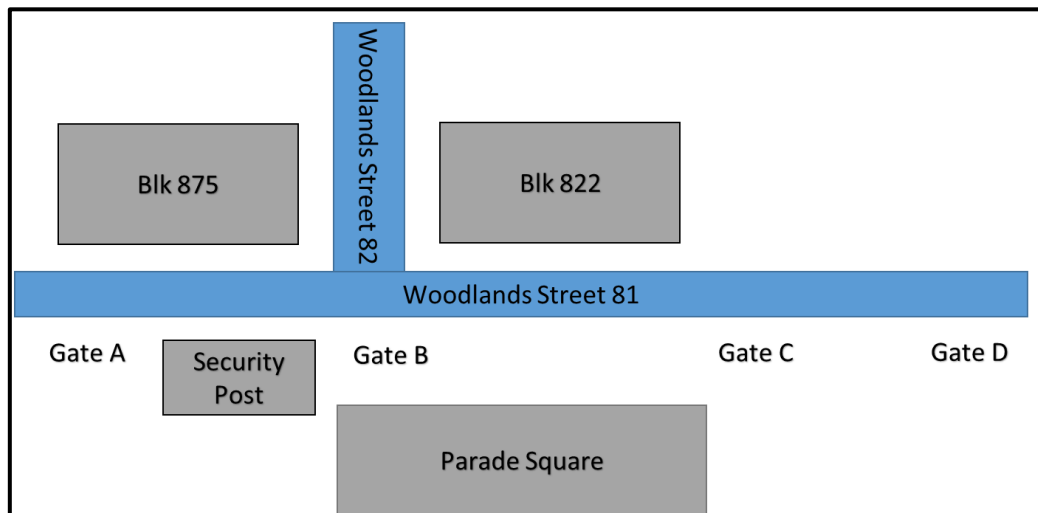 Woodlands Street 82
Blk 875
Blk 822
Woodlands Street 81
Gate A
Security
Post
Gate B
Gate C
Gate D
Parade Square